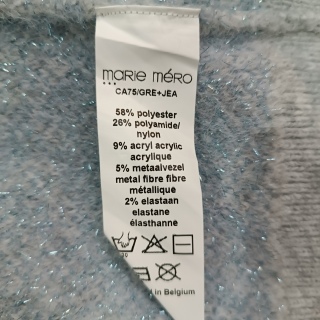 marie méro
CA75/GRE+JEA
58% polyester
26% polyamide/
nylon
9% acryl acrylic
acrylique
5% metaalvezel
metal fibre fibre
métallique
2% elastaan
elastane
élasthanne
in Belgium